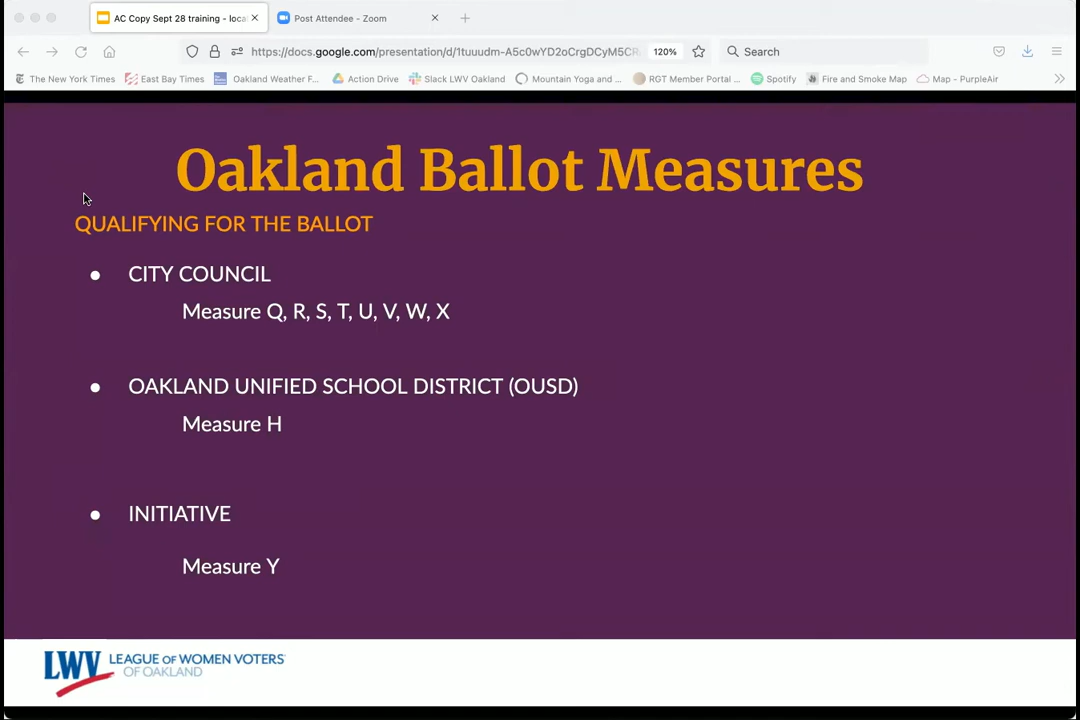 AC Copy Sept 28 training - loca
Post Attendee - Zoom
https://docs.google.com/presentation/d/1tuuudm-A5c0wYD2oCrgDCyM5CR
120%
Search
The New York Times
East Bay Times
Oakland Weather F...
Action Drive
Slack LWV Oakland
Mountain Yoga and ...
RGT Member Portal ...
Spotify
Fire and Smoke Map
Map - PurpleAir
Oakland Ballot Measures
QUALIFYING FOR THE BALLOT
● CITY COUNCIL
Measure Q, R, S, T, U, V, W, X
● OAKLAND UNIFIED SCHOOL DISTRICT (OUSD)
Measure H
● INITIATIVE
Measure Y
LWV LEAGUE OF WOMEN VOTERS®
OF OAKLAND